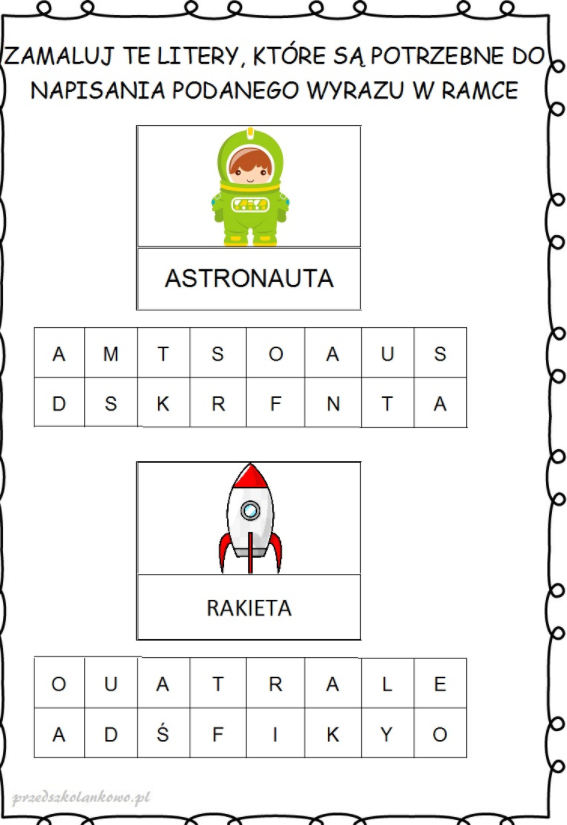 ZAMALUJ TE LITERY, KTÓRE SĄ POTRZEBNE DO
NAPISANIA PODANEGO WYRAZU W RAMCE
ASTRONAUTA
A M T S O A U S
D S K R F N T A
RAKIETA
O U A T R A L E
A D Ś F I K Y O
przedszkolankowo.pl